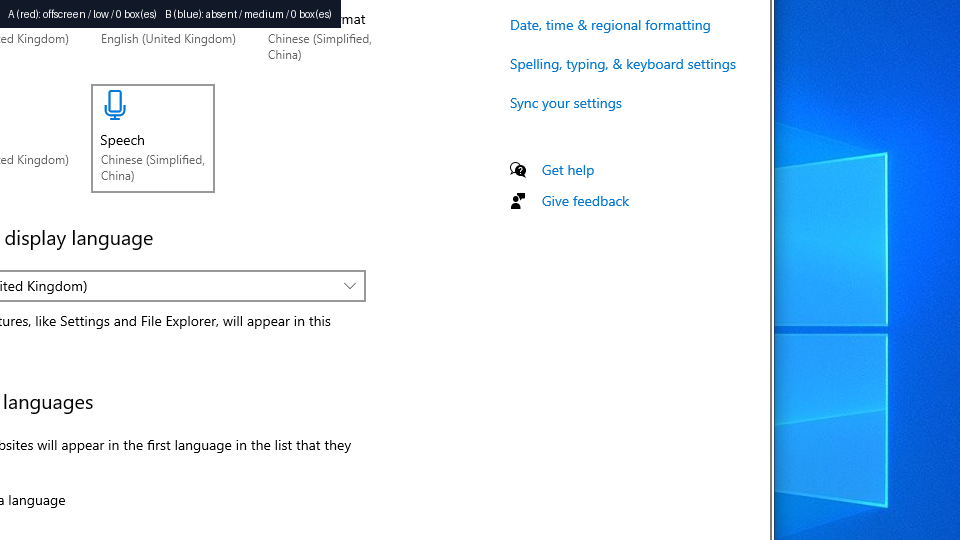 A (red): offscreen / low / 0 box(es) B (blue): absent / medium / 0 box(es)
mat
ed Kingdom)
English (United Kingdom)
Chinese (Simplified,
China)
Speech
Chinese (Simplified,
China)
ed Kingdom)
display language
ited Kingdom)
tures, like Settings and File Explorer, will appear in this
languages
bsites will appear in the first language in the list that they
a language
Date, time & regional formatting
Spelling, typing, & keyboard settings
Sync your settings
Get help
Give feedback